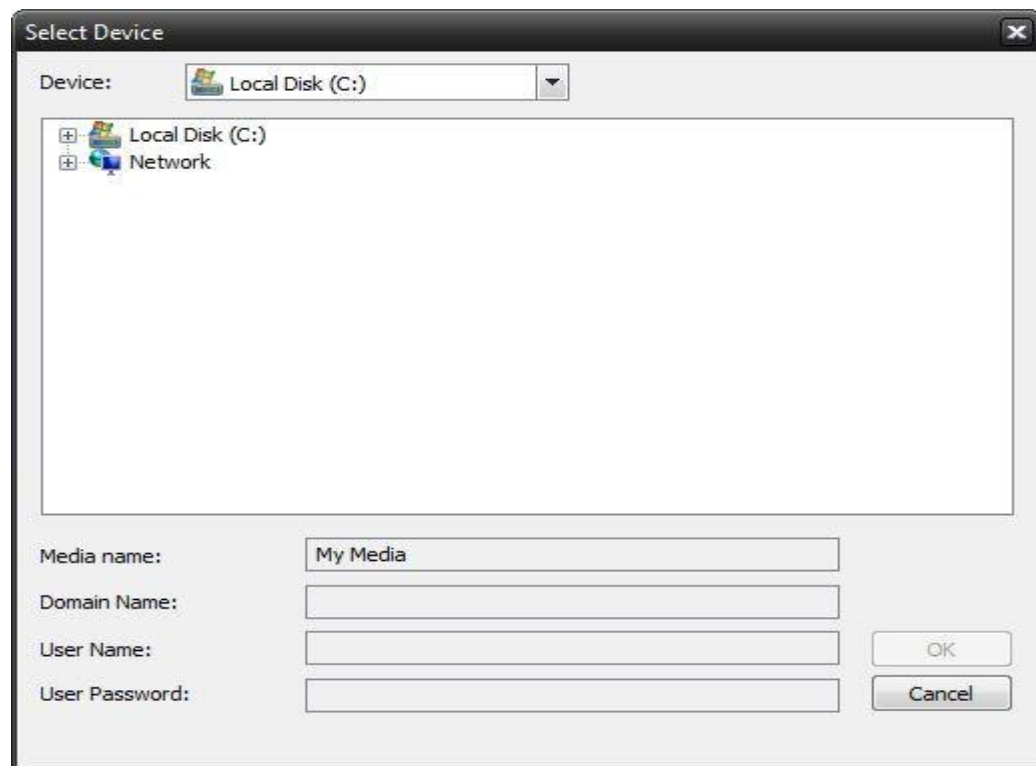 Select Device
Device: Local Disk (C:)
Local Disk (C:)
Network
Media name: My Media
Domain Name:
User Name:
OK
User Password:
Cancel